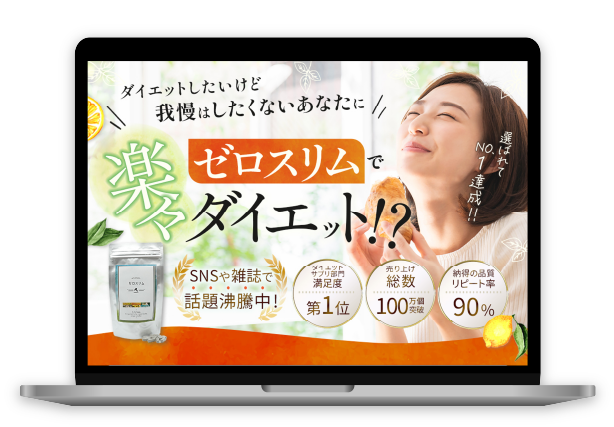 ダイエットしたいけど
我慢はしたくないあなたに
楽々
ゼロスリムで
ダイエット!?
選ばれて
NO.1達成!!
SNSや雑誌で
話題沸騰中!
ダイエット
サプリ部門
満足度
第1位
売り上げ
総数
100万個
突破
納得の品質
リピート率
90%
ゼロスリム